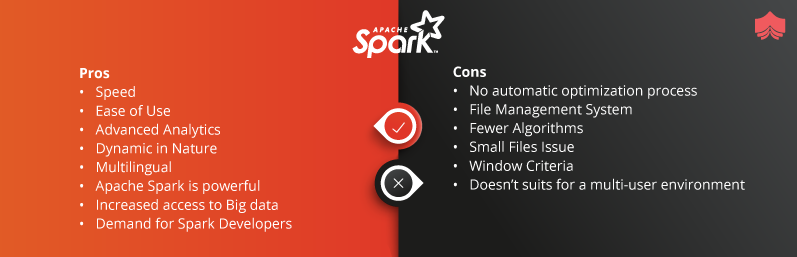 APACHE
Spark™
Pros
• Speed
• Ease of Use
• Advanced Analytics
• Dynamic in Nature
• Multilingual
• Apache Spark is powerful
• Increased access to Big data
• Demand for Spark Developers
Cons
• No automatic optimization process
• File Management System
• Fewer Algorithms
• Small Files Issue
• Window Criteria
• Doesn’t suits for a multi-user environment